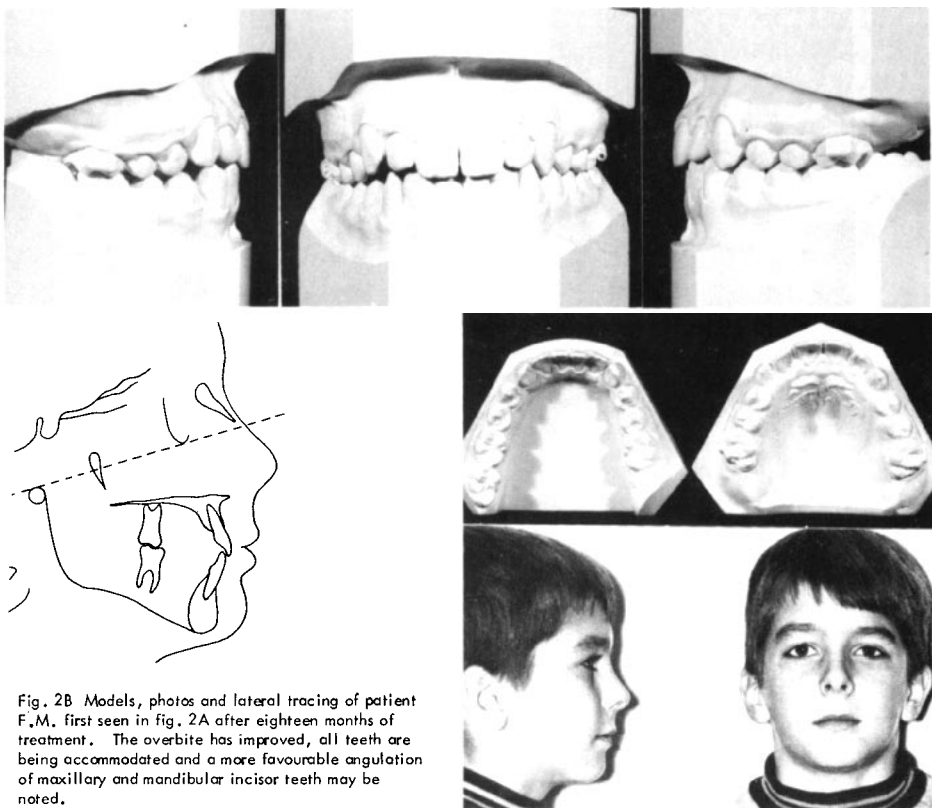 Fig. 2B Models, photos and lateral tracing of patient
F.M. first seen in fig. 2A after eighteen months of
treatment. The overbite has improved, all teeth are
being accommodated and a more favourable angulation
of maxillary and mandibular incisor teeth may be
noted.